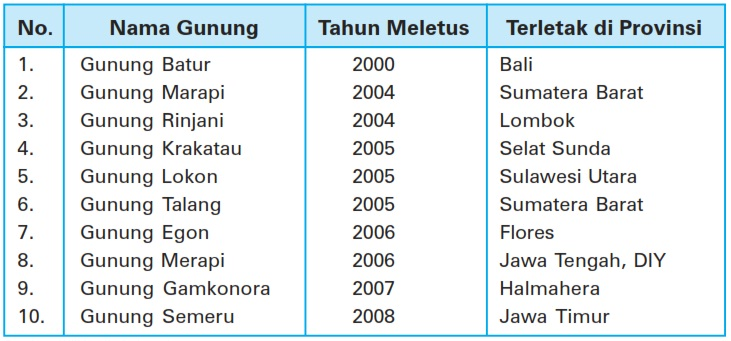 No. Nama Gunung Tahun Meletus Terletak di Provinsi
1. Gunung Batur 2000 Bali
2. Gunung Marapi 2004 Sumatera Barat
3. Gunung Rinjani 2004 Lombok
4. Gunung Krakatau 2005 Selat Sunda
5. Gunung Lokon 2005 Sulawesi Utara
6. Gunung Talang 2005 Sumatera Barat
7. Gunung Egon 2006 Flores
8. Gunung Merapi 2006 Jawa Tengah, DIY
9. Gunung Gamkonora 2007 Halmahera
10. Gunung Semeru 2008 Jawa Timur